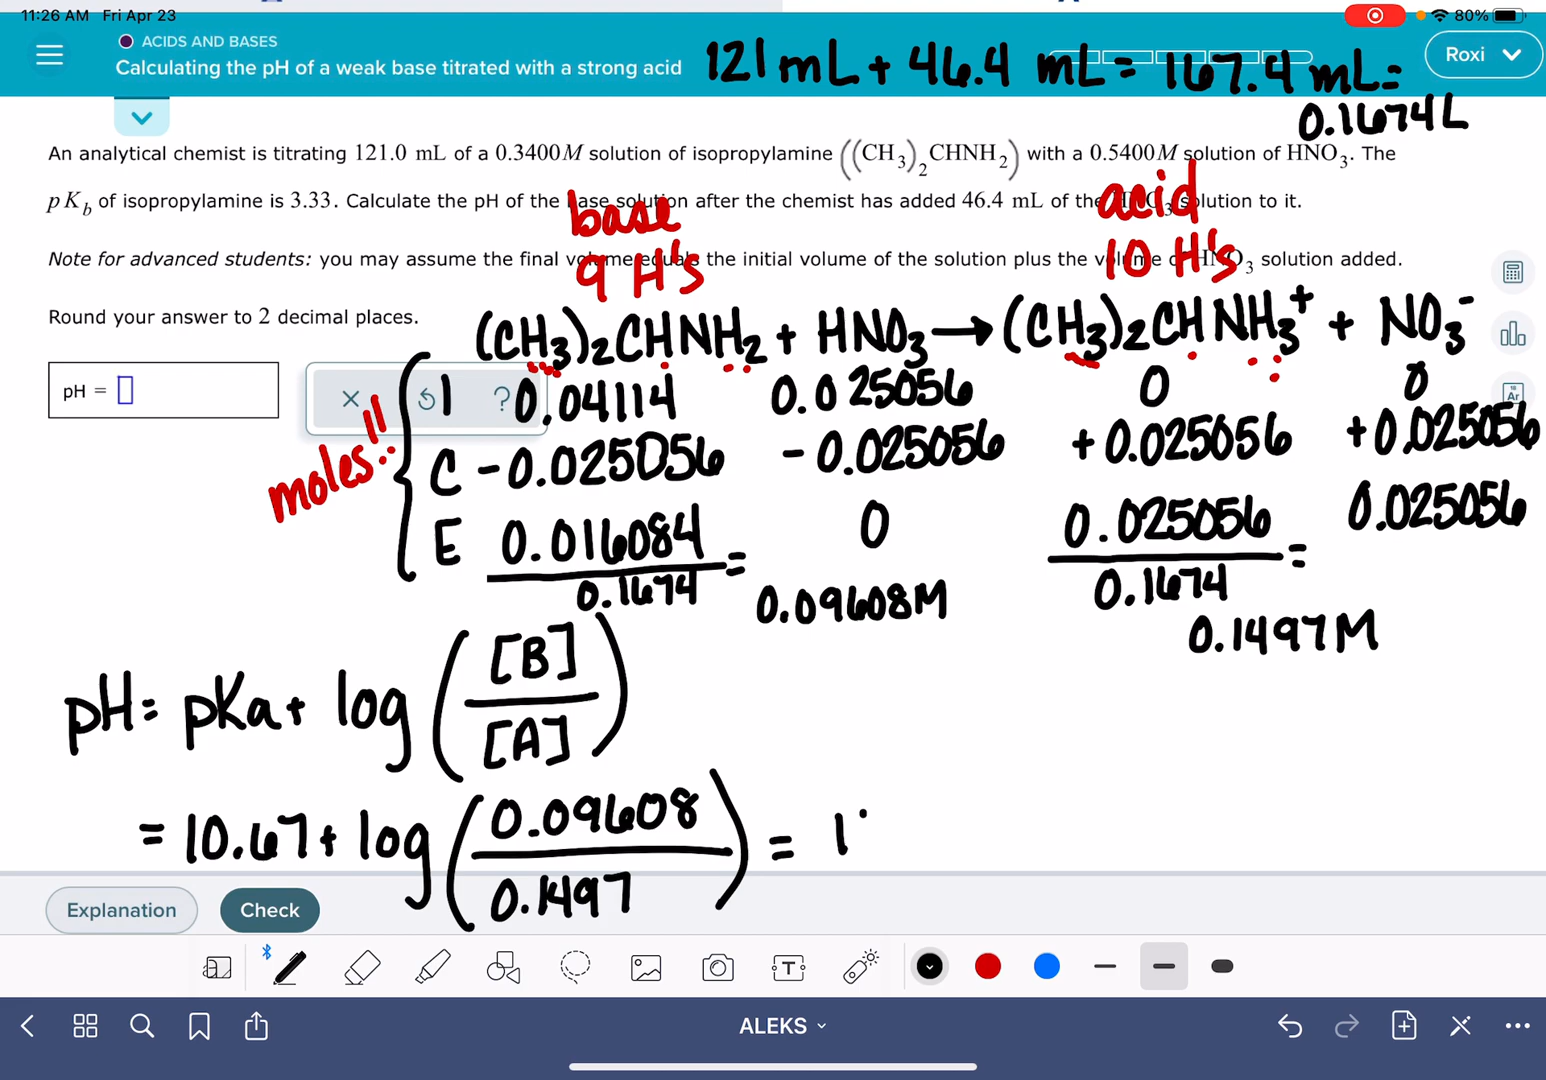 11:26 AM Fri Apr 23
80%
ACIDS AND BASES
Calculating the pH of a weak base titrated with a strong acid
121 mL + 46.4 mL = 167.4 mL =
0.1674 L
Roxi
An analytical chemist is titrating 121.0 mL of a 0.3400M solution of isopropylamine ((CH3)2CHNH2) with a 0.5400M solution of HNO3. The
pKb of isopropylamine is 3.33. Calculate the pH of the base solution after the chemist has added 46.4 mL of the HNO3 solution to it.
base
acid
9 H's
10 H's
Note for advanced students: you may assume the final volume equals the initial volume of the solution plus the volume of HNO3 solution added.
Round your answer to 2 decimal places.
(CH3)2CHNH2 + HNO3 → (CH3)2CHNH3+ + NO3-
pH =
× ?
moles!!
I 0.04114 0.025056 0 0
C -0.025056 -0.025056 +0.025056 +0.025056
E 0.016084 0 0.025056 0.025056
0.1674 = 0.09608M
0.1674 = 0.1497M
pH = pKa + log ([B]/[A])
= 10.67 + log (0.09608/0.1497) = 1
Explanation
Check
18
Ar
a
T
ALEKS